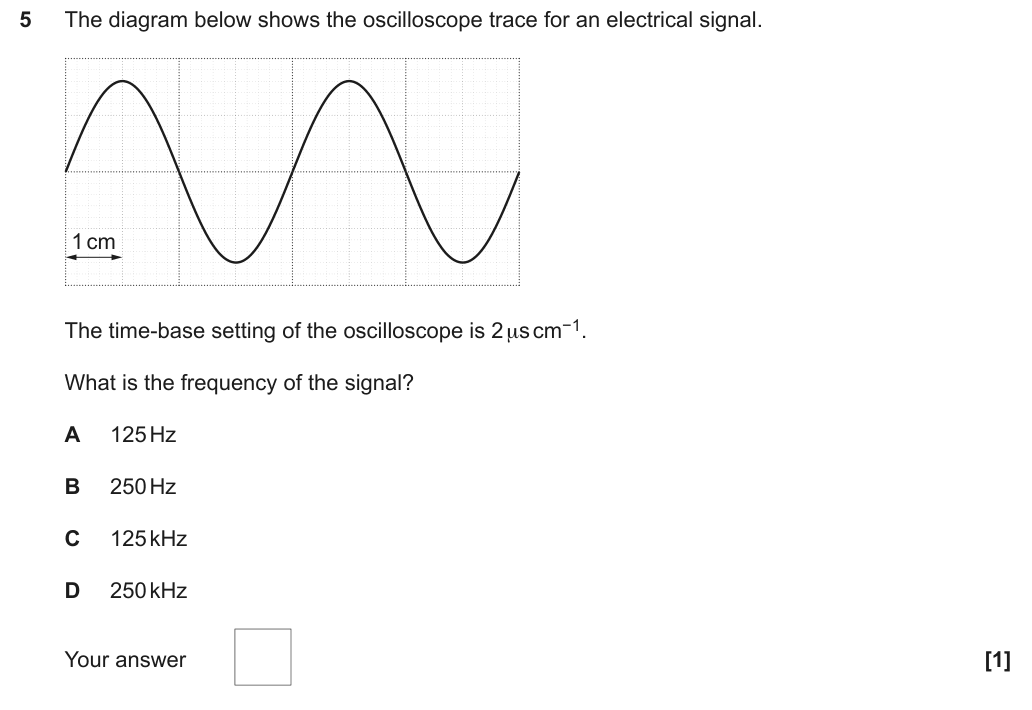 5 The diagram below shows the oscilloscope trace for an electrical signal.
1 cm
The time-base setting of the oscilloscope is 2 μs cm⁻¹.
What is the frequency of the signal?
A 125 Hz
B 250 Hz
C 125 kHz
D 250 kHz
Your answer [1]